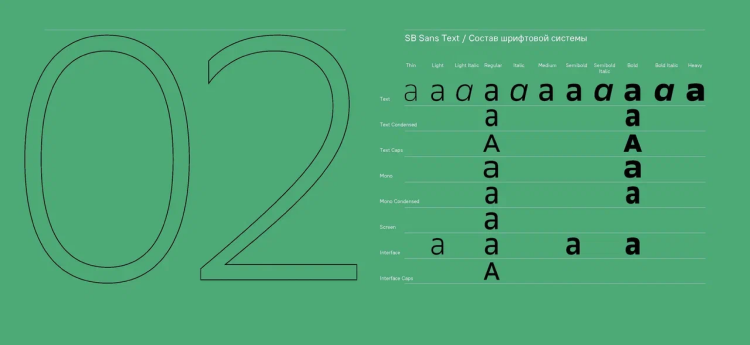 02
SB Sans Text / Состав шрифтовой системы
Thin Light Light Italic Regular Italic Medium Semibold Semibold Italic Bold Bold Italic Heavy
Text a a a a a a a a a a a
Text Condensed a a
Text Caps A A
Mono a a
Mono Condensed a a
Screen a
Interface a a a a
Interface Caps A